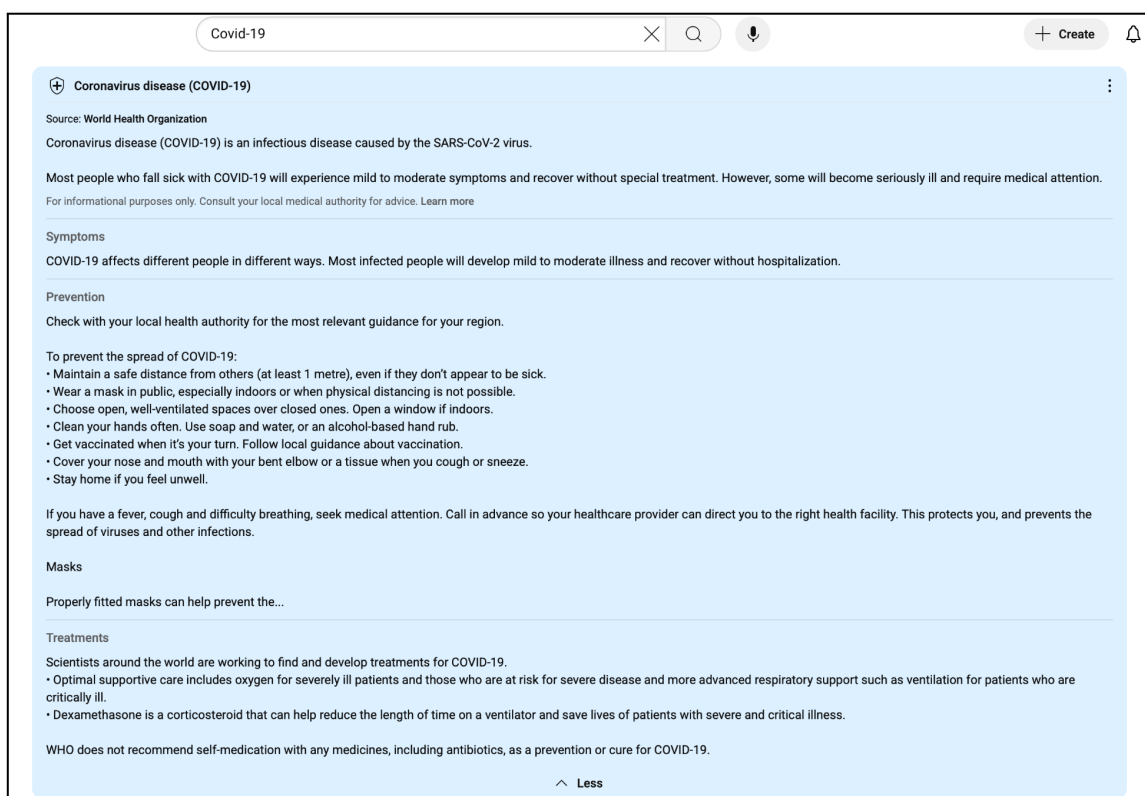 Covid-19
Create
Coronavirus disease (COVID-19)
Source: World Health Organization
Coronavirus disease (COVID-19) is an infectious disease caused by the SARS-CoV-2 virus.
Most people who fall sick with COVID-19 will experience mild to moderate symptoms and recover without special treatment. However, some will become seriously ill and require medical attention.
For informational purposes only. Consult your local medical authority for advice. Learn more
Symptoms
COVID-19 affects different people in different ways. Most infected people will develop mild to moderate illness and recover without hospitalization.
Prevention
Check with your local health authority for the most relevant guidance for your region.
To prevent the spread of COVID-19:
• Maintain a safe distance from others (at least 1 metre), even if they don’t appear to be sick.
• Wear a mask in public, especially indoors or when physical distancing is not possible.
• Choose open, well-ventilated spaces over closed ones. Open a window if indoors.
• Clean your hands often. Use soap and water, or an alcohol-based hand rub.
• Get vaccinated when it’s your turn. Follow local guidance about vaccination.
• Cover your nose and mouth with your bent elbow or a tissue when you cough or sneeze.
• Stay home if you feel unwell.
If you have a fever, cough and difficulty breathing, seek medical attention. Call in advance so your healthcare provider can direct you to the right health facility. This protects you, and prevents the
spread of viruses and other infections.
Masks
Properly fitted masks can help prevent the...
Treatments
Scientists around the world are working to find and develop treatments for COVID-19.
• Optimal supportive care includes oxygen for severely ill patients and those who are at risk for severe disease and more advanced respiratory support such as ventilation for patients who are
critically ill.
• Dexamethasone is a corticosteroid that can help reduce the length of time on a ventilator and save lives of patients with severe and critical illness.
WHO does not recommend self-medication with any medicines, including antibiotics, as a prevention or cure for COVID-19.
Less